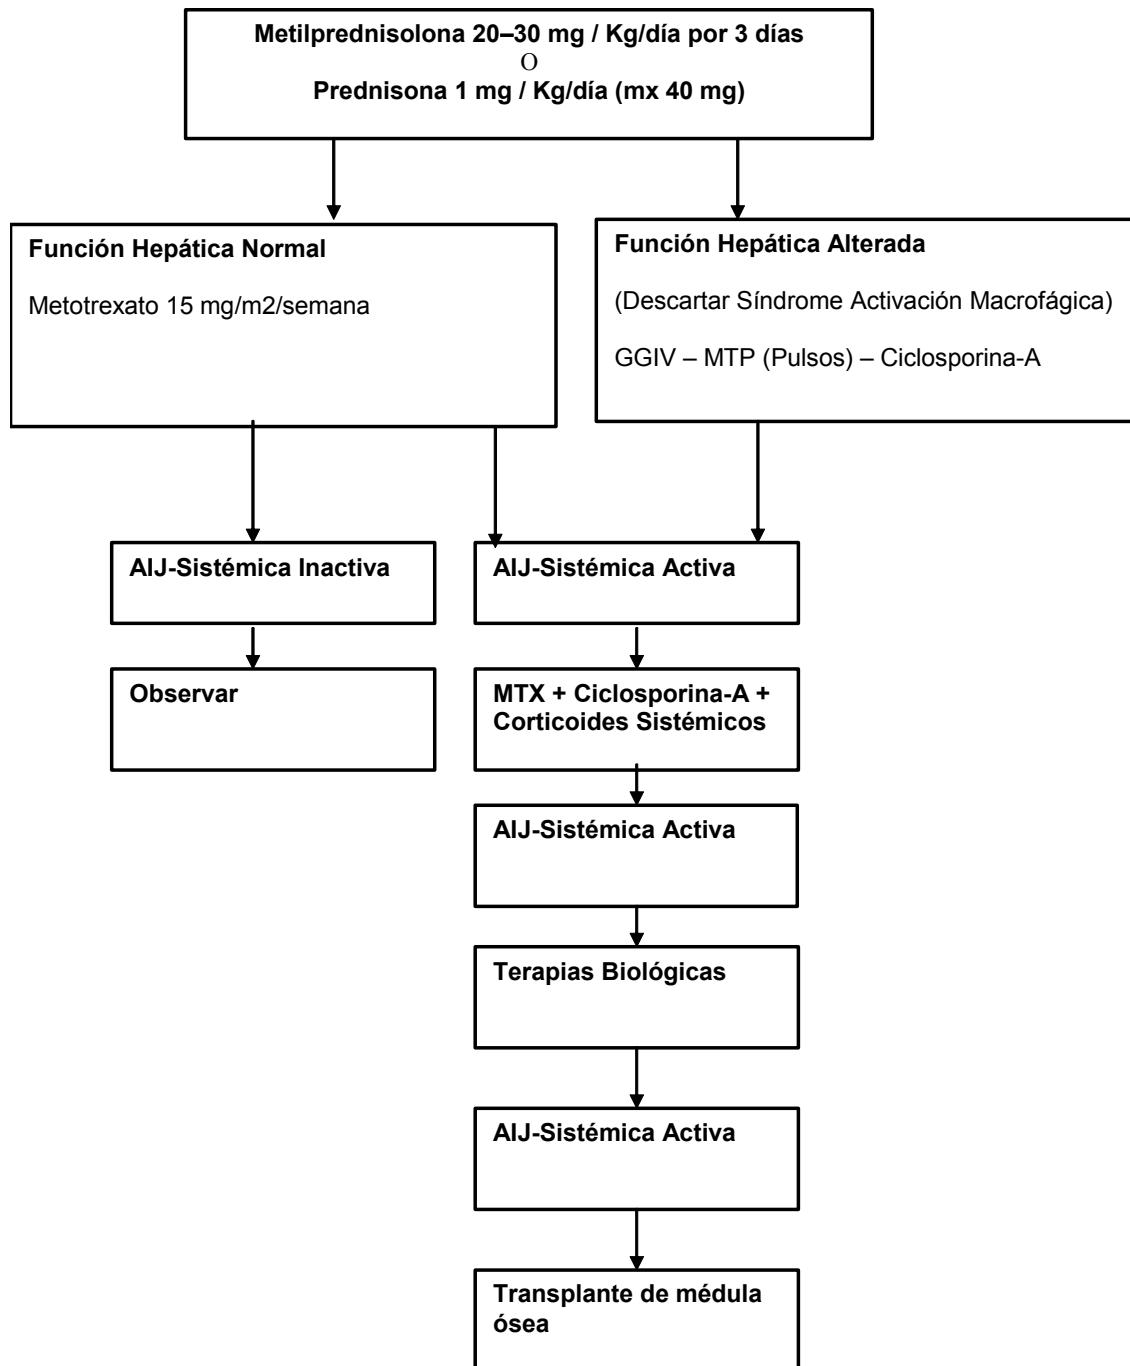 Metilprednisolona 20–30 mg / Kg/día por 3 días
O
Prednisona 1 mg / Kg/día (mx 40 mg)
Función Hepática Normal
Metotrexato 15 mg/m2/semana
Función Hepática Alterada
(Descartar Síndrome Activación Macrofágica)
GGIV – MTP (Pulsos) – Ciclosporina-A
AIJ-Sistémica Inactiva
AIJ-Sistémica Activa
Observar
MTX + Ciclosporina-A +
Corticoides Sistémicos
AIJ-Sistémica Activa
Terapias Biológicas
AIJ-Sistémica Activa
Transplante de médula
ósea